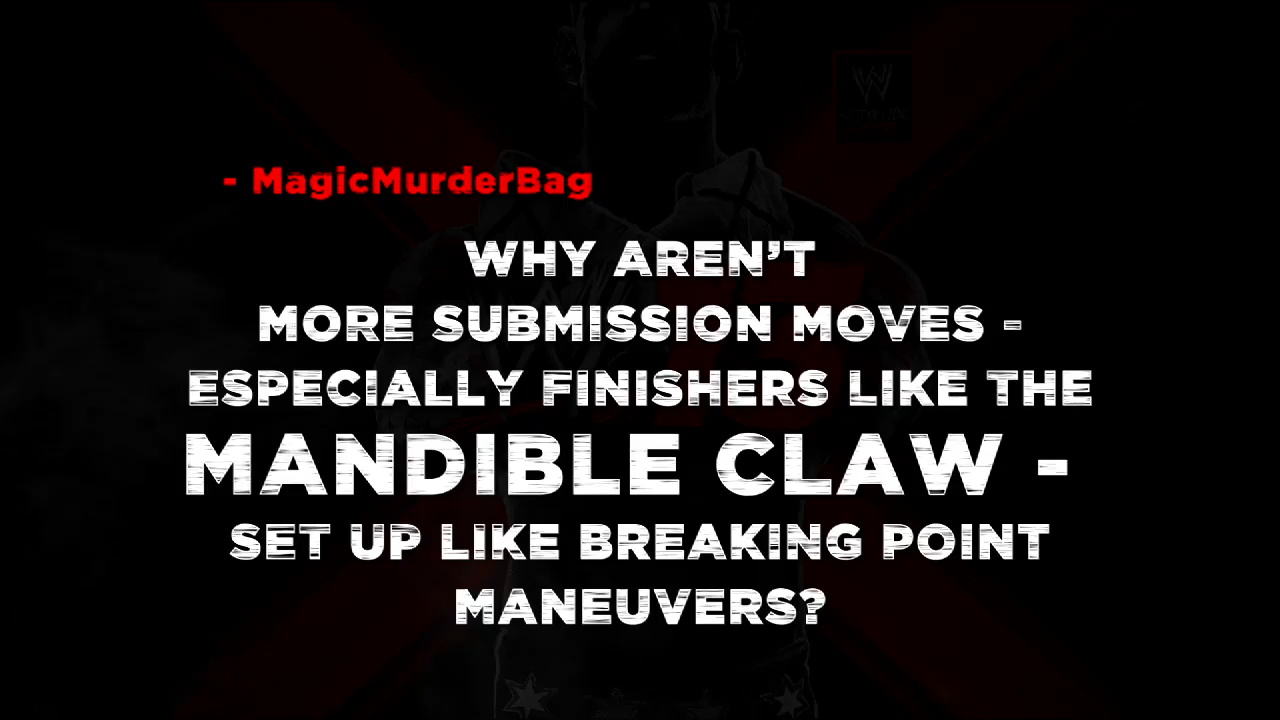 - MagicMurderBag
WHY AREN'T
MORE SUBMISSION MOVES -
ESPECIALLY FINISHERS LIKE THE
MANDIBLE CLAW -
SET UP LIKE BREAKING POINT
MANEUVERS?